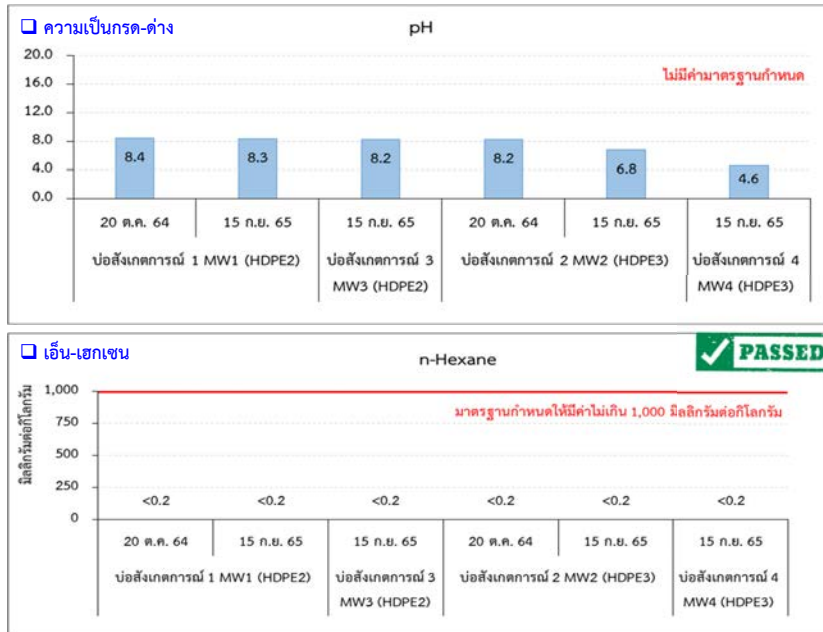 ❑ ความเป็นกรด-ด่าง
pH
20.0
ไม่มีค่ามาตรฐานกำหนด
16.0
12.0
8.0
4.0
0.0
8.4 8.3 8.2 8.2 6.8 4.6
20 ต.ค. 64 15 ก.ย. 65 15 ก.ย. 65 20 ต.ค. 64 15 ก.ย. 65 15 ก.ย. 65
บ่อสังเกตการณ์ 1 MW1 (HDPE2) บ่อสังเกตการณ์ 3 บ่อสังเกตการณ์ 2 MW2 (HDPE3) บ่อสังเกตการณ์ 4
MW3 (HDPE2) MW4 (HDPE3)
❑ เอ็น-เฮกเซน
n-Hexane
PASSED
มิลลิกรัมต่อกิโลกรัม
1,000
มาตรฐานกำหนดให้มีค่าไม่เกิน 1,000 มิลลิกรัมต่อกิโลกรัม
750
500
250
0
<0.2 <0.2 <0.2 <0.2 <0.2 <0.2
20 ต.ค. 64 15 ก.ย. 65 15 ก.ย. 65 20 ต.ค. 64 15 ก.ย. 65 15 ก.ย. 65
บ่อสังเกตการณ์ 1 MW1 (HDPE2) บ่อสังเกตการณ์ 3 บ่อสังเกตการณ์ 2 MW2 (HDPE3) บ่อสังเกตการณ์ 4
MW3 (HDPE2) MW4 (HDPE3)